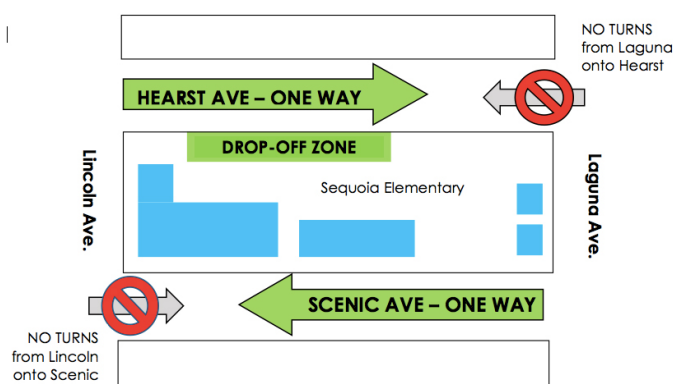 NO TURNS
from Laguna
onto Hearst
HEARST AVE – ONE WAY
DROP-OFF ZONE
Lincoln Ave.
Sequoia Elementary
Laguna Ave.
SCENIC AVE – ONE WAY
NO TURNS
from Lincoln
onto Scenic